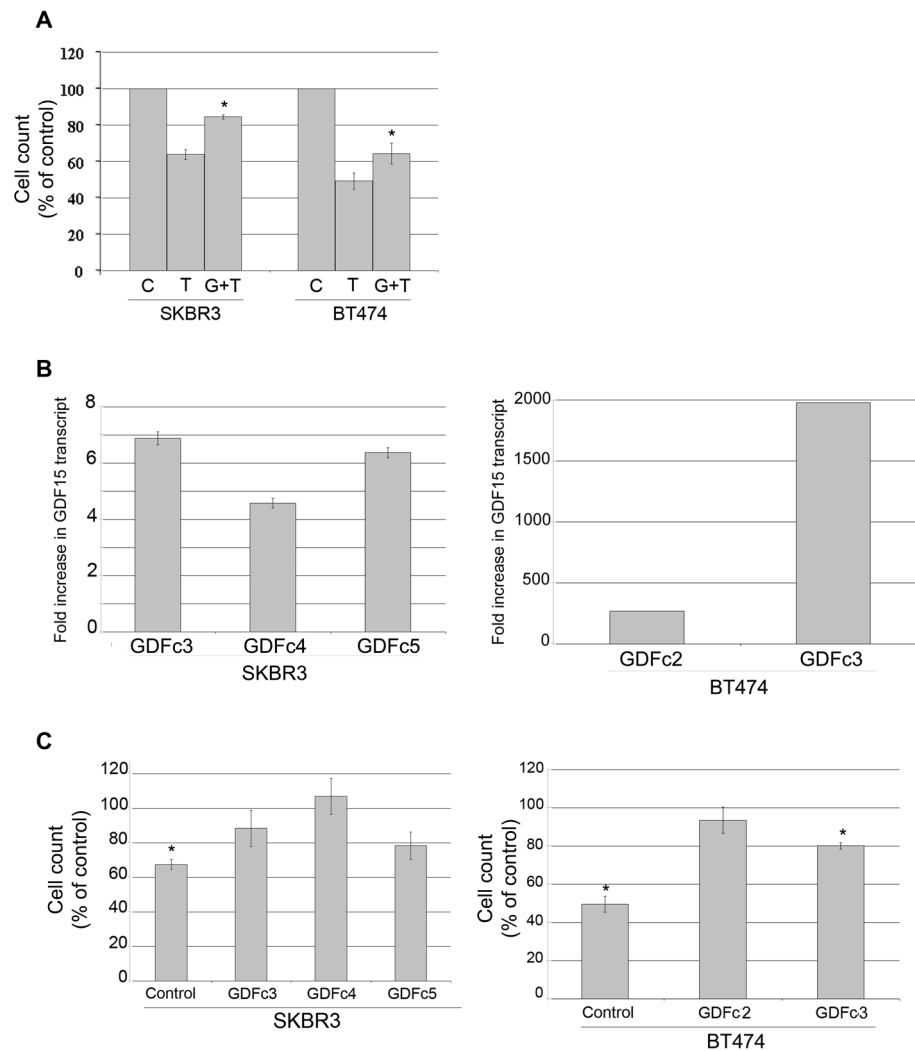 A
120
100
80
60
40
20
0
Cell count
(% of control)
*
*
C T G+T C T G+T
SKBR3 BT474
B
8
6
4
2
0
Fold increase in GDF15 transcript
GDFc3 GDFc4 GDFc5
SKBR3
2000
1500
1000
500
0
Fold increase in GDF15 transcript
GDFc2 GDFc3
BT474
C
120
100
80
60
40
20
0
Cell count
(% of control)
*
Control GDFc3 GDFc4 GDFc5
SKBR3
120
100
80
60
40
20
0
Cell count
(% of control)
*
*
Control GDFc2 GDFc3
BT474